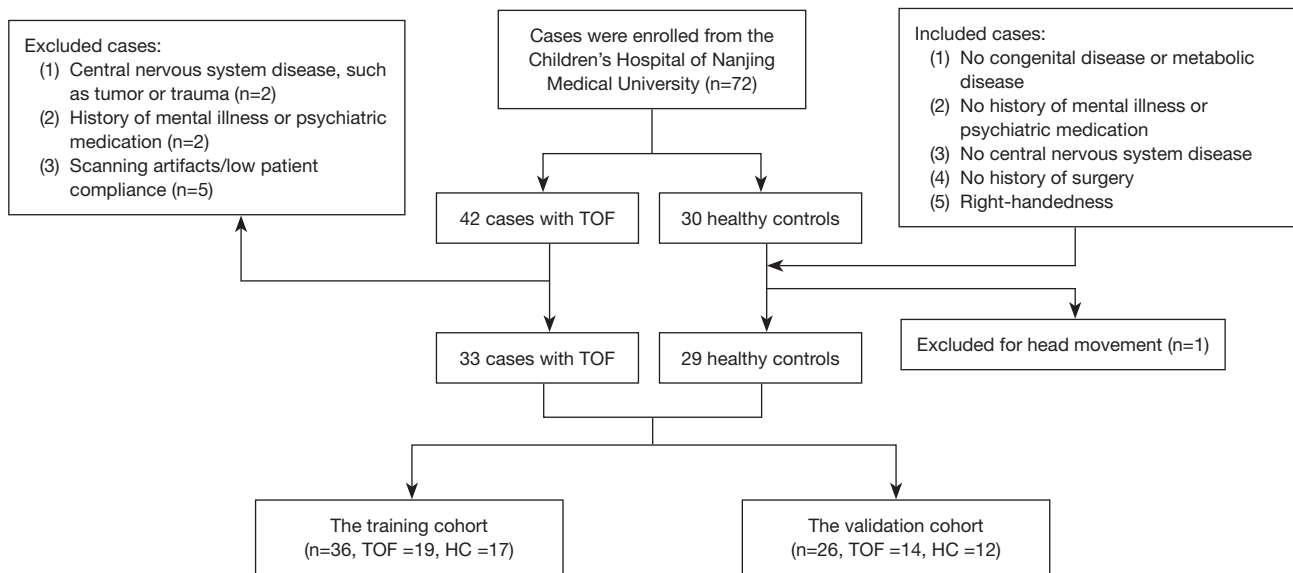 Excluded cases:
(1) Central nervous system disease, such
as tumor or trauma (n=2)
(2) History of mental illness or psychiatric
medication (n=2)
(3) Scanning artifacts/low patient
compliance (n=5)
Cases were enrolled from the
Children’s Hospital of Nanjing
Medical University (n=72)
Included cases:
(1) No congenital disease or metabolic
disease
(2) No history of mental illness or
psychiatric medication
(3) No central nervous system disease
(4) No history of surgery
(5) Right-handedness
42 cases with TOF
30 healthy controls
33 cases with TOF
29 healthy controls
Excluded for head movement (n=1)
The training cohort
(n=36, TOF =19, HC =17)
The validation cohort
(n=26, TOF =14, HC =12)